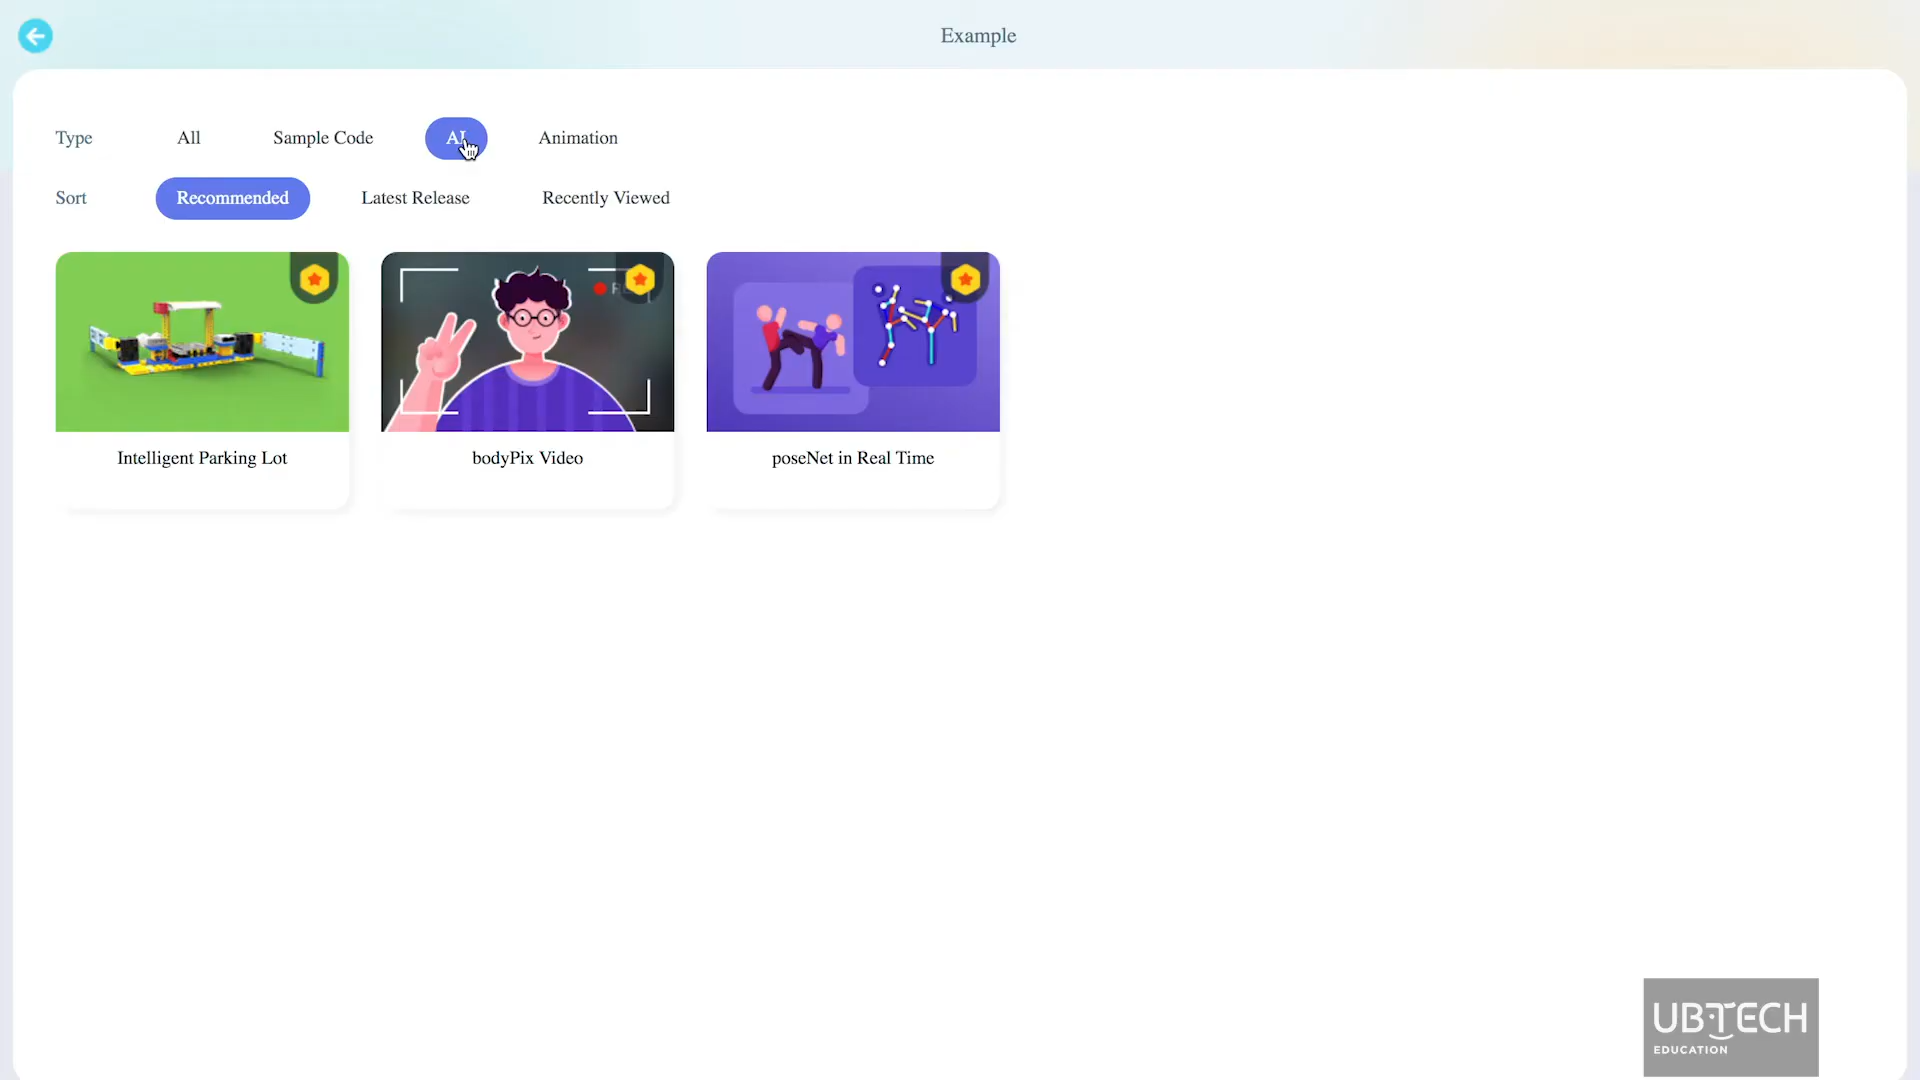 Example
Type All Sample Code AI Animation
Sort Recommended Latest Release Recently Viewed
Intelligent Parking Lot bodyPix Video poseNet in Real Time
UBTECH
EDUCATION